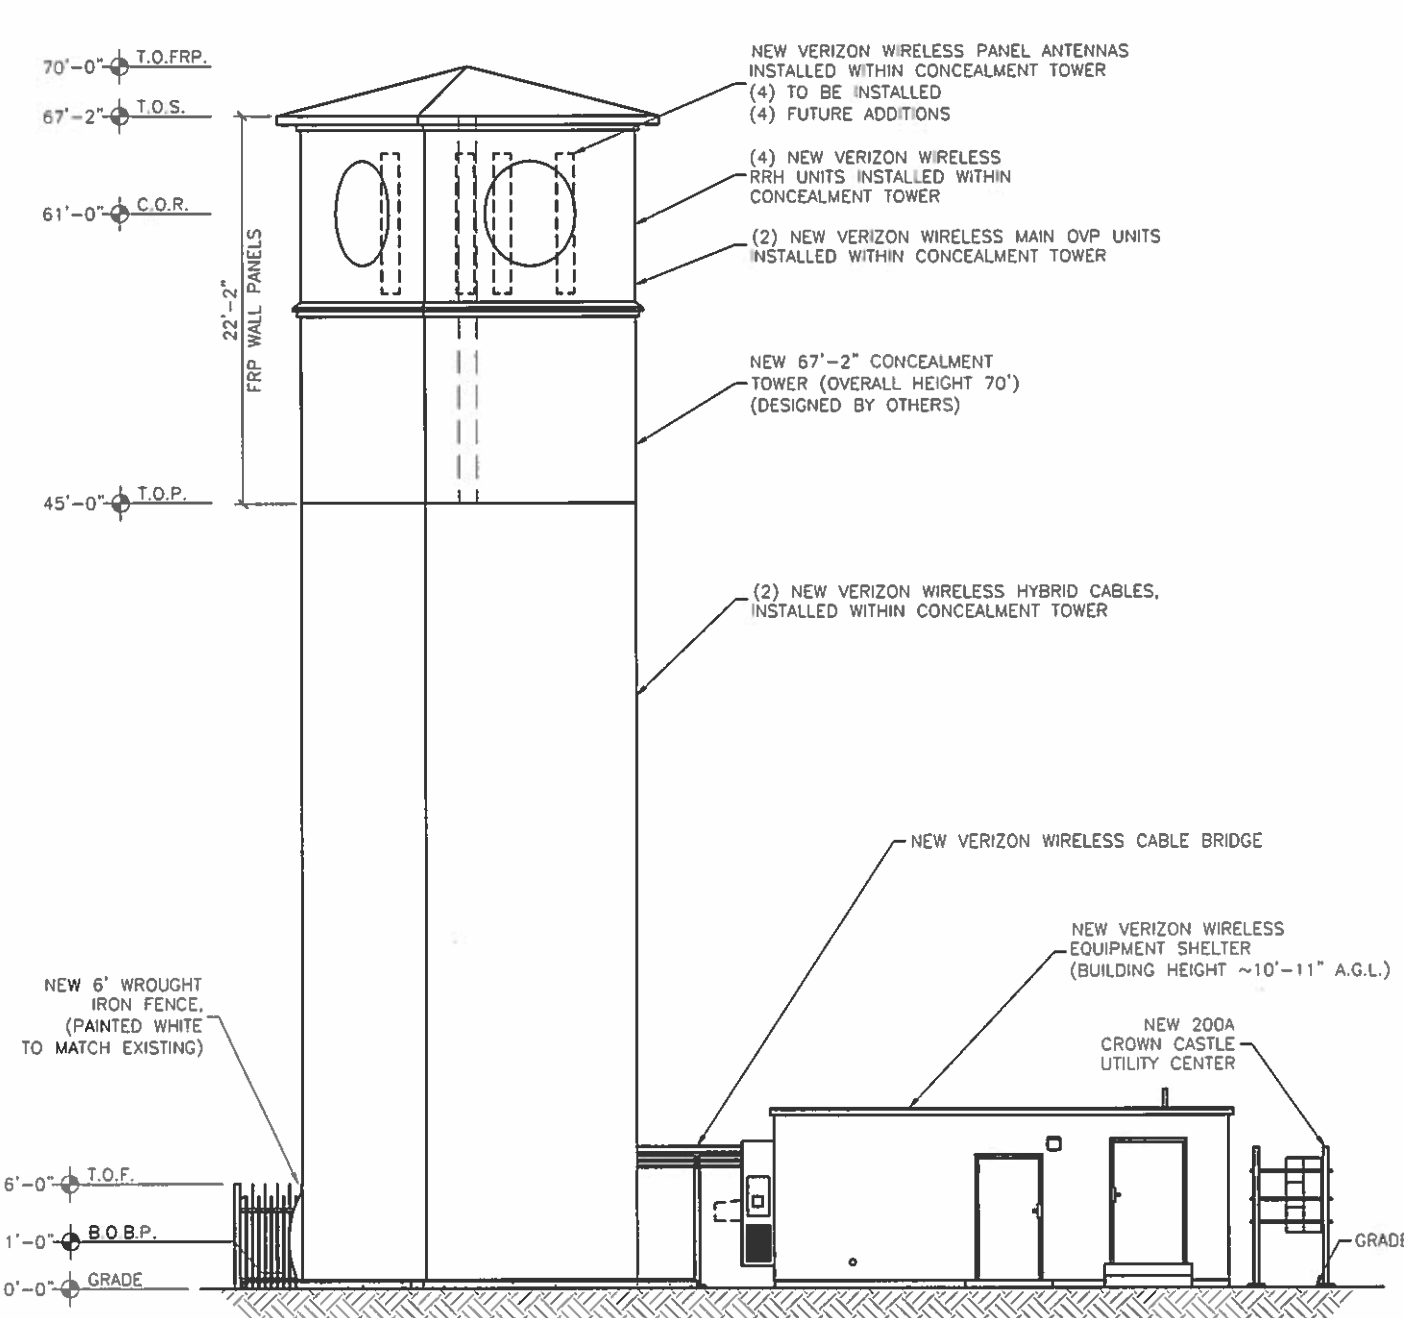 70'-0" T.O.FRP.
67'-2" T.O.S.
61'-0" C.O.R.
22'-2"
FRP WALL PANELS
45'-0" T.O.P.
NEW VERIZON WIRELESS PANEL ANTENNAS
INSTALLED WITHIN CONCEALMENT TOWER
(4) TO BE INSTALLED
(4) FUTURE ADDITIONS
(4) NEW VERIZON WIRELESS
RRH UNITS INSTALLED WITHIN
CONCEALMENT TOWER
(2) NEW VERIZON WIRELESS MAIN OVP UNITS
INSTALLED WITHIN CONCEALMENT TOWER
NEW 67'-2" CONCEALMENT
TOWER (OVERALL HEIGHT 70')
(DESIGNED BY OTHERS)
(2) NEW VERIZON WIRELESS HYBRID CABLES,
INSTALLED WITHIN CONCEALMENT TOWER
NEW VERIZON WIRELESS CABLE BRIDGE
NEW VERIZON WIRELESS
EQUIPMENT SHELTER
(BUILDING HEIGHT ~10'-11" A.G.L.)
NEW 200A
CROWN CASTLE
UTILITY CENTER
NEW 6' WROUGHT
IRON FENCE,
(PAINTED WHITE
TO MATCH EXISTING)
6'-0" T.O.F.
1'-0" B.O.B.P.
0'-0" GRADE
GRADE